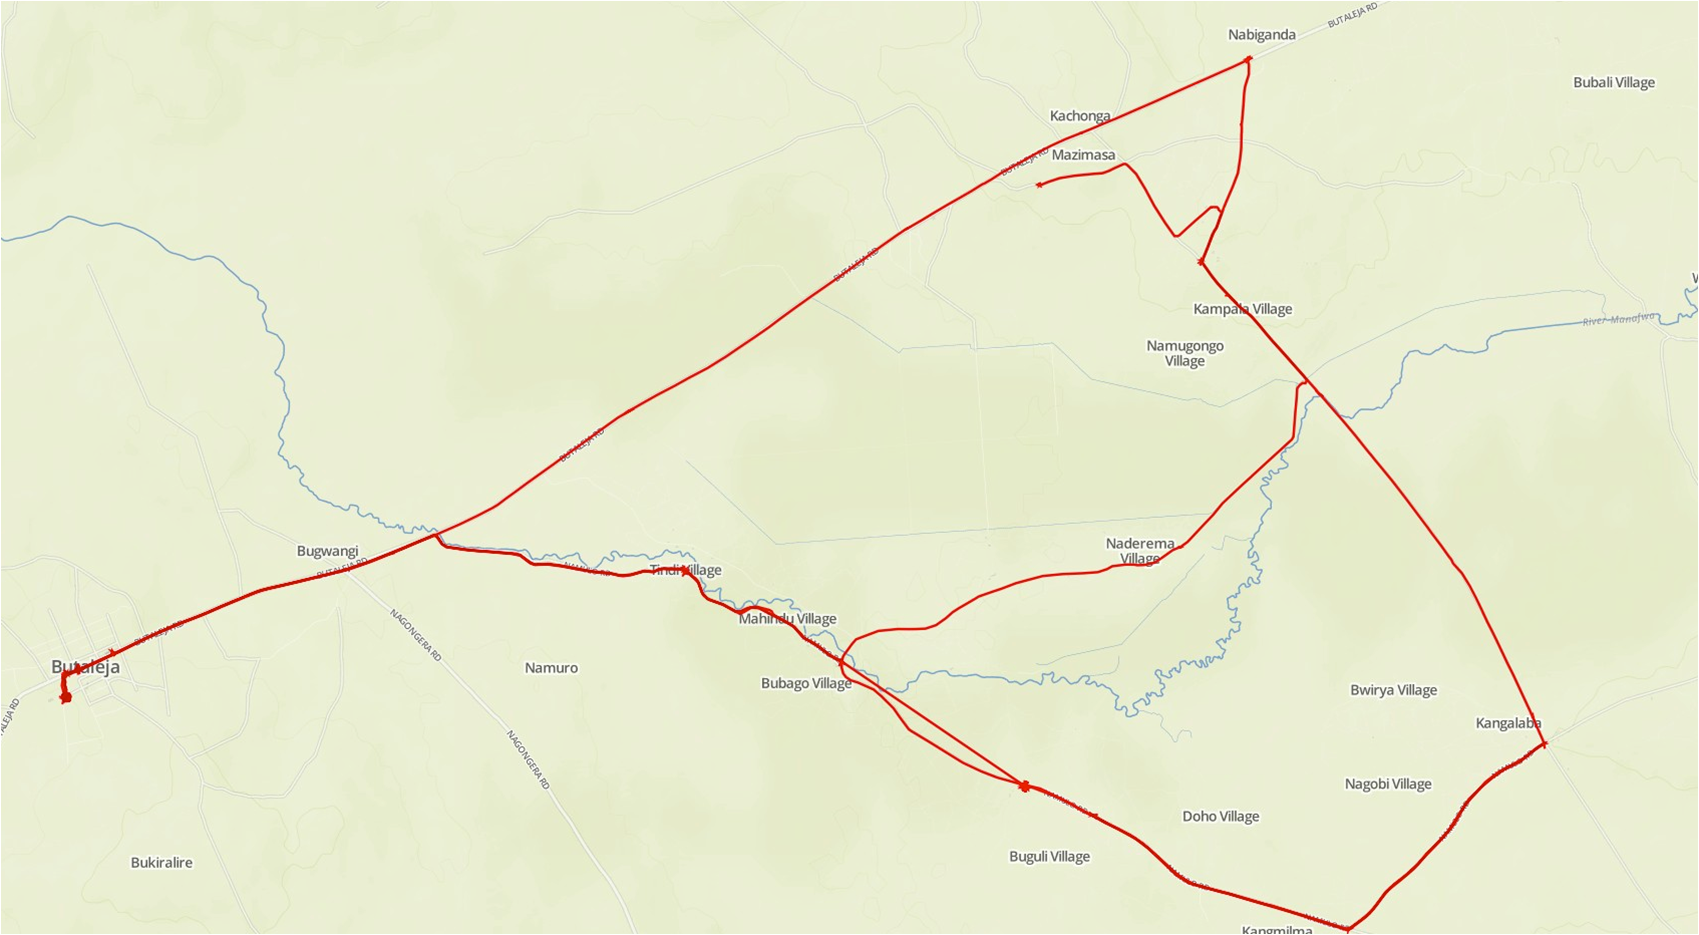 BUTALEJA RD
Nabiganda
Bubali Village
Kachonga
Mazimasa
BUTALEJA RD
BUTALEJA RD
Kampala Village
River Manafwa
Namugongo
Village
BUTALEJA RD
Bugwangi
BUTALEJA RD
Tindi Village
NAMULO RD
Naderema
Village
Mahindu Village
BUTALEJA RD
NAGONGERA RD
Butaleja
Namuro
Bubago Village
Bwirya Village
Kangalaba
NAGONGERA RD
Nagobi Village
Doho Village
Buguli Village
Bukiralire
Kangmilma